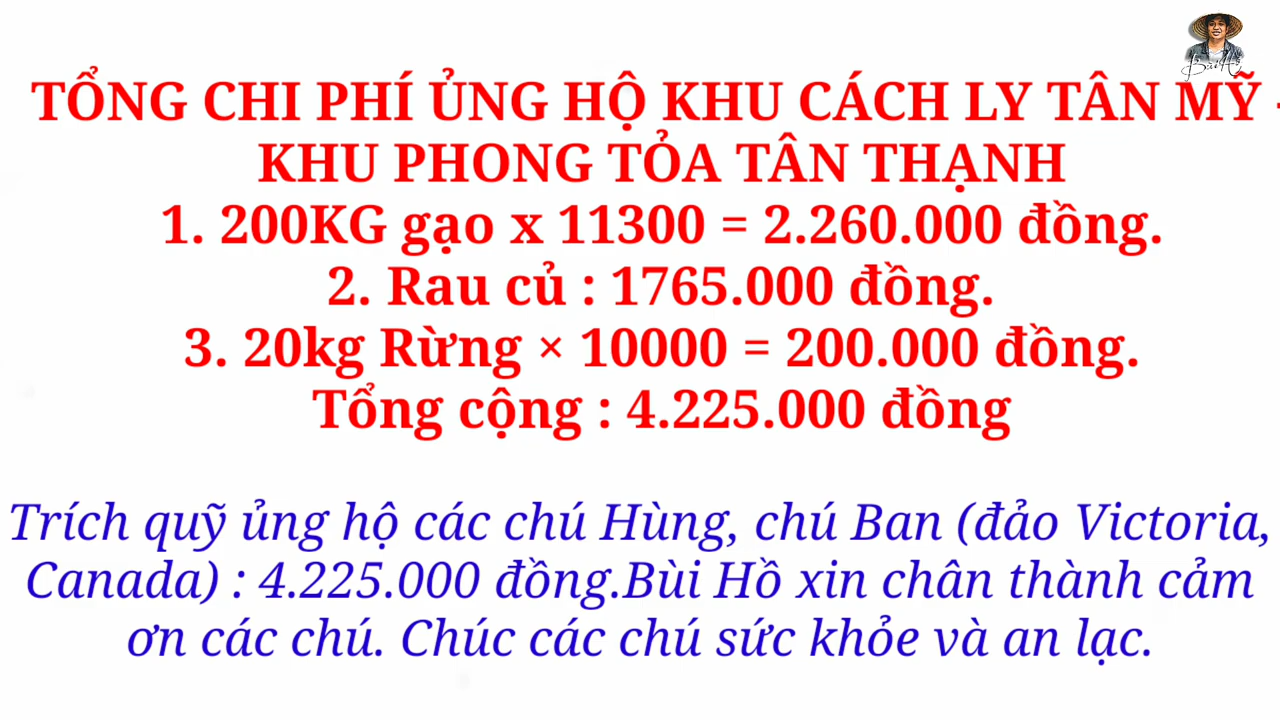 Bùi Hồ
TỔNG CHI PHÍ ỦNG HỘ KHU CÁCH LY TÂN MỸ -
KHU PHONG TỎA TÂN THẠNH
1. 200KG gạo x 11300 = 2.260.000 đồng.
2. Rau củ : 1765.000 đồng.
3. 20kg Rừng × 10000 = 200.000 đồng.
Tổng cộng : 4.225.000 đồng
Trích quỹ ủng hộ các chú Hùng, chú Ban (đảo Victoria,
Canada) : 4.225.000 đồng.Bùi Hồ xin chân thành cảm
ơn các chú. Chúc các chú sức khỏe và an lạc.